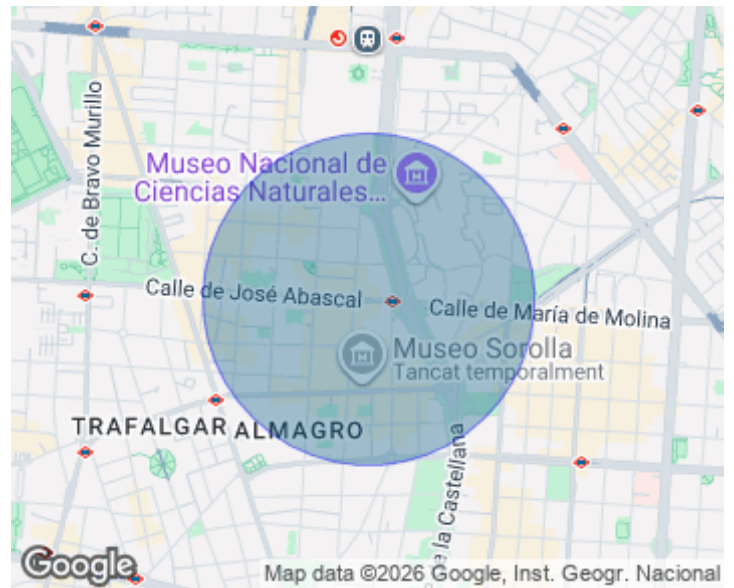 C. de Bravo Murillo
Museo Nacional de
Ciencias Naturales...
Calle de José Abascal
Calle de María de Molina
Museo Sorolla
Tancat temporalment
TRAFALGAR
ALMAGRO
de la Castellana
Google
Map data ©2026 Google, Inst. Geogr. Nacional